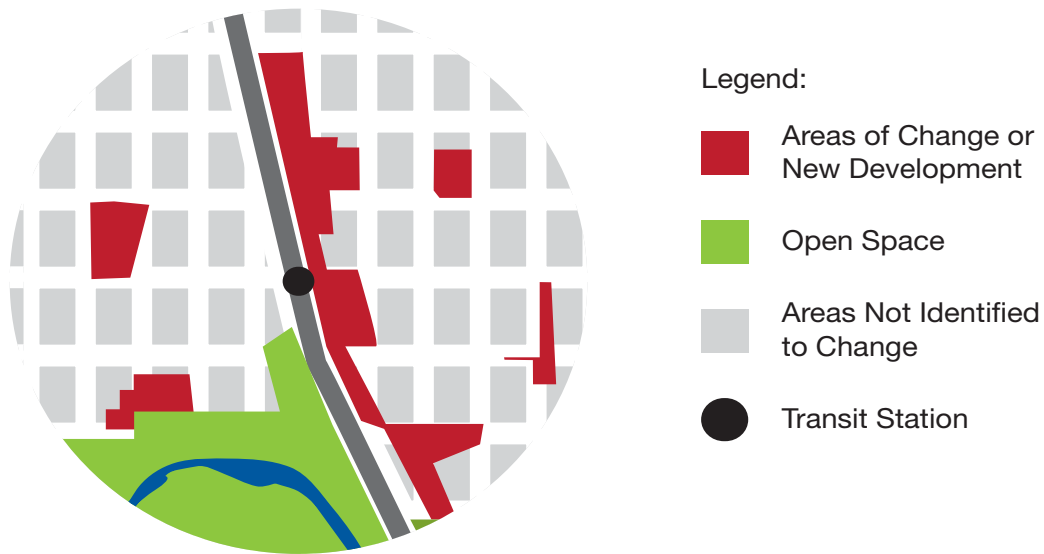 Legend:
Areas of Change or
New Development
Open Space
Areas Not Identified
to Change
Transit Station